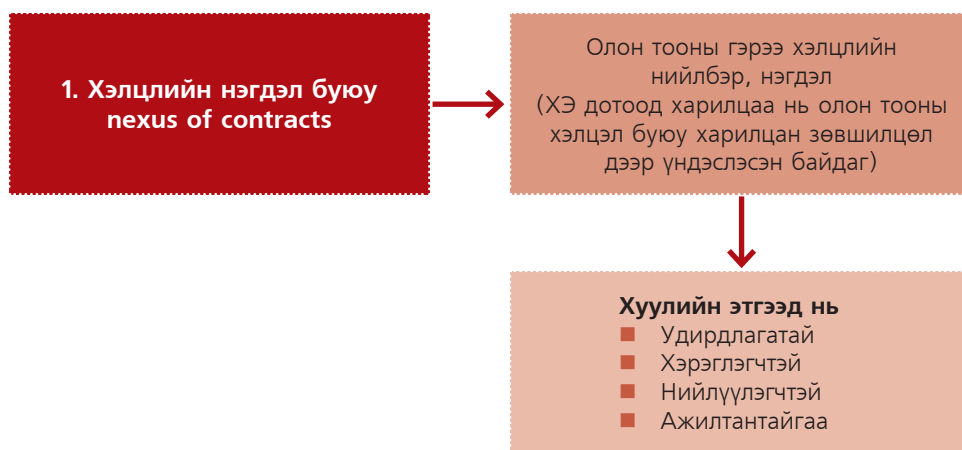 1. Хэлцлийн нэгдэл буюу
nexus of contracts
Олон тооны гэрээ хэлцлийн
нийлбэр, нэгдэл
(ХЭ дотоод харилцаа нь олон тооны
хэлцэл буюу харилцан зөвшилцөл
дээр үндэслэсэн байдаг)
Хуулийн этгээд нь
Удирдлагатай
Хэрэглэгчтэй
Нийлүүлэгчтэй
Ажилтантайгаа